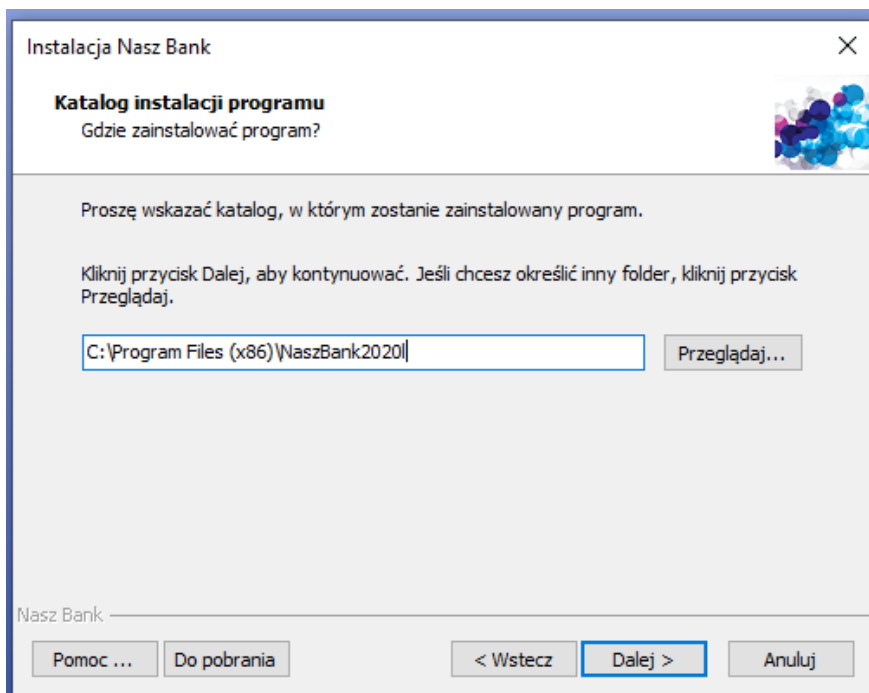 Instalacja Nasz Bank
Katalog instalacji programu
Gdzie zainstalować program?
Proszę wskazać katalog, w którym zostanie zainstalowany program.
Kliknij przycisk Dalej, aby kontynuować. Jeśli chcesz określić inny folder, kliknij przycisk
Przeglądaj.
C:\Program Files (x86)\NaszBank2020l
Przeglądaj...
Nasz Bank
Pomoc ...
Do pobrania
< Wstecz
Dalej >
Anuluj